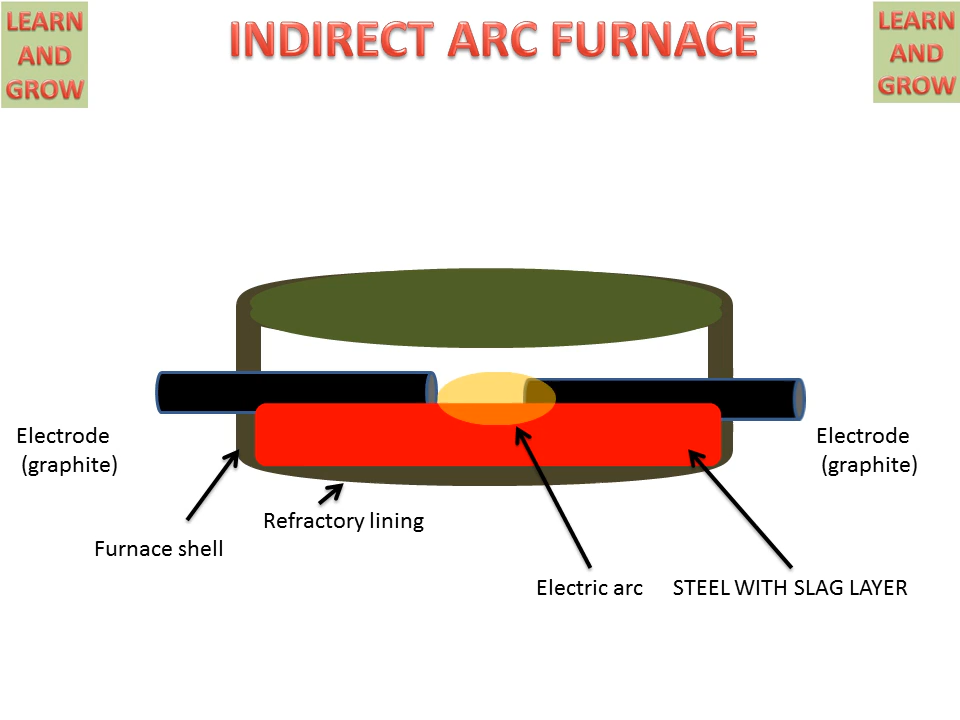 LEARN
AND
GROW
INDIRECT ARC FURNACE
LEARN
AND
GROW
Electrode
(graphite)
Electrode
(graphite)
Refractory lining
Furnace shell
Electric arc
STEEL WITH SLAG LAYER